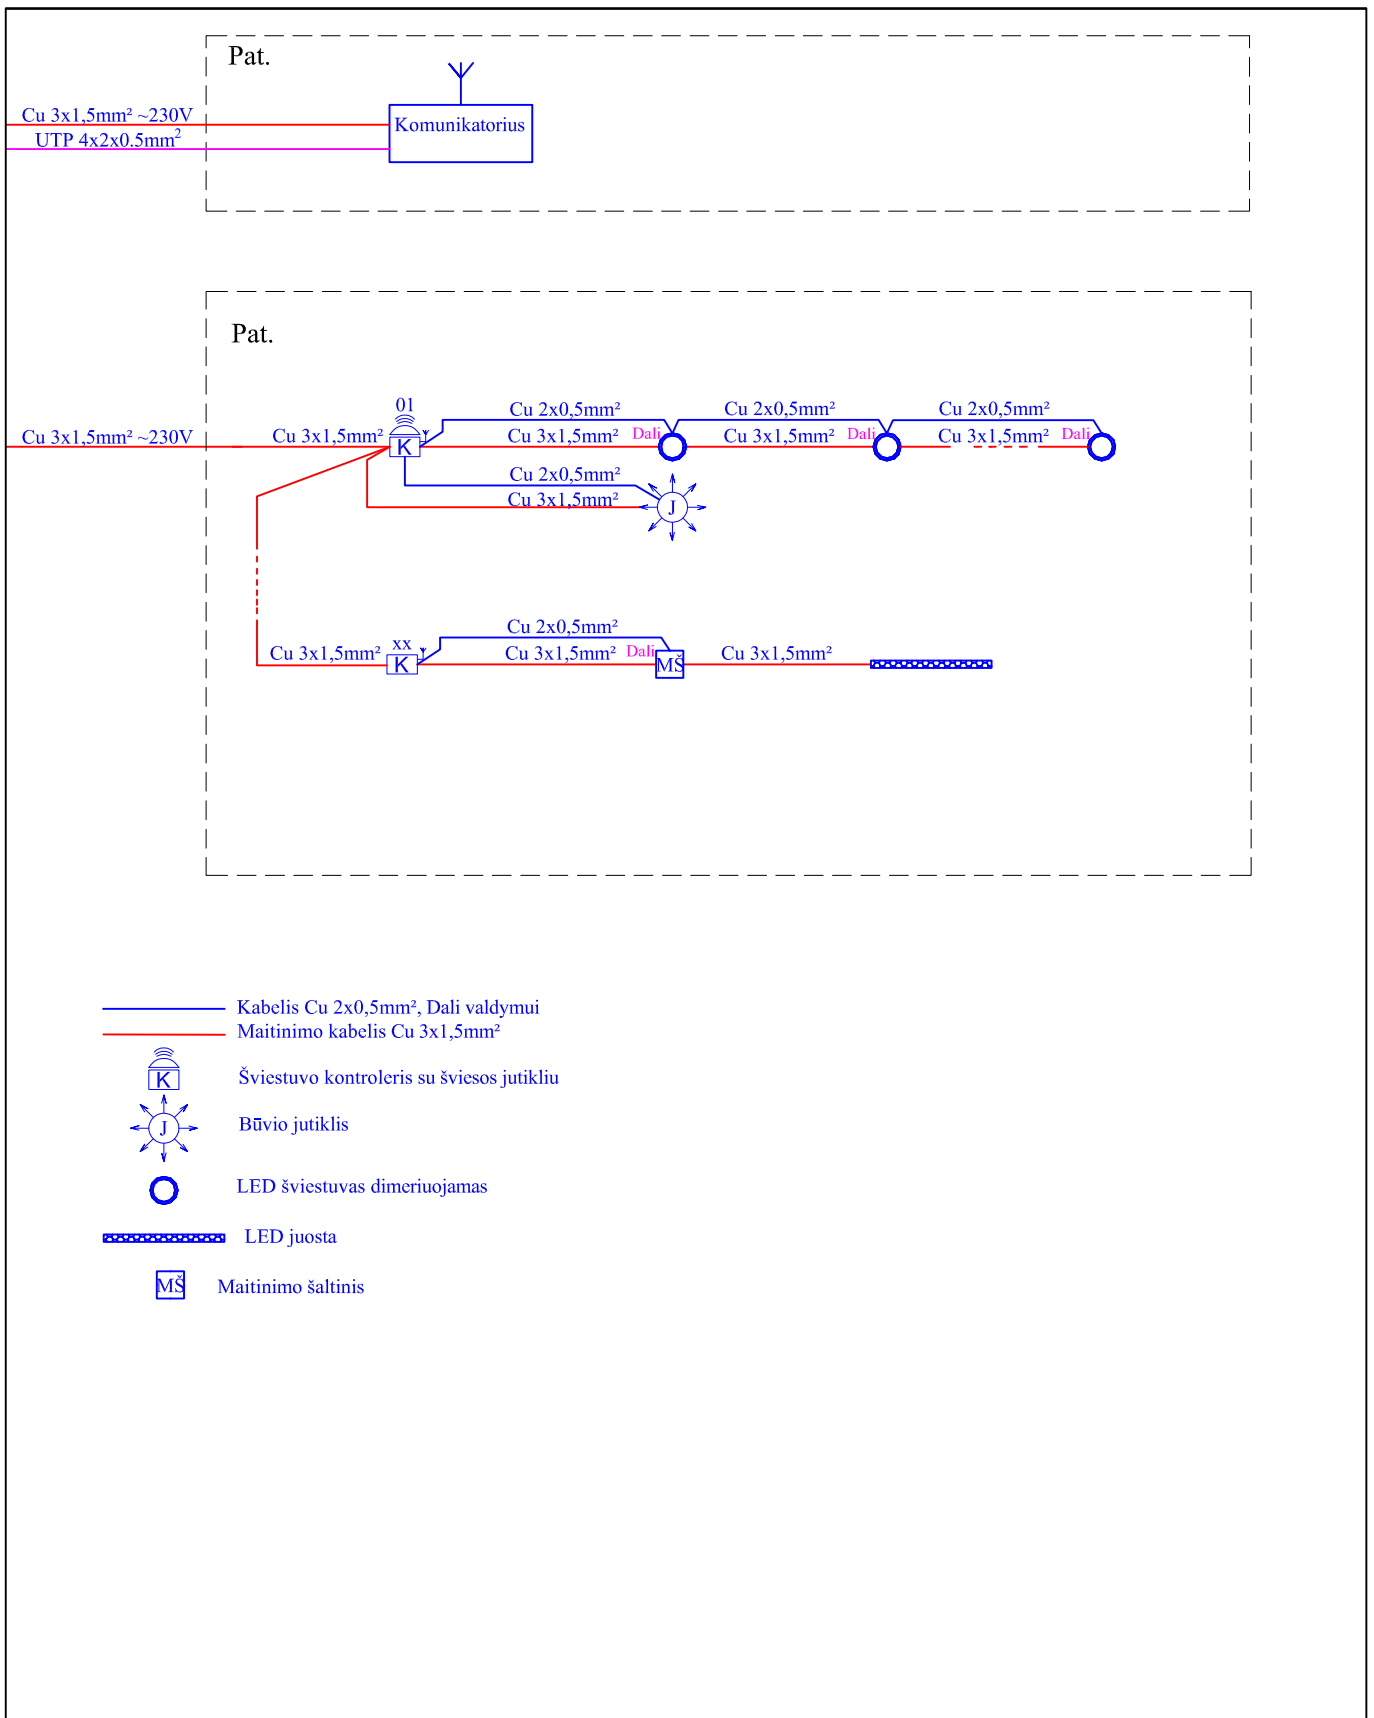 Pat.
Cu 3x1,5mm² ~230V
UTP 4x2x0.5mm²
Komunikatorius
Pat.
01
Cu 2x0,5mm²
Cu 2x0,5mm²
Cu 2x0,5mm²
Cu 3x1,5mm² ~230V
Cu 3x1,5mm²
K
Cu 3x1,5mm²
Dali
Cu 3x1,5mm²
Dali
Cu 3x1,5mm²
Dali
Cu 2x0,5mm²
Cu 3x1,5mm²
J
Cu 2x0,5mm²
xx
Cu 3x1,5mm²
K
Cu 3x1,5mm²
Dali
MŠ
Cu 3x1,5mm²
Kabelis Cu 2x0,5mm², Dali valdymui
Maitinimo kabelis Cu 3x1,5mm²
K
Šviestuvo kontroleris su šviesos jutikliu
J
Būvio jutiklis
LED šviestuvas dimeriuojamas
LED juosta
MŠ
Maitinimo šaltinis